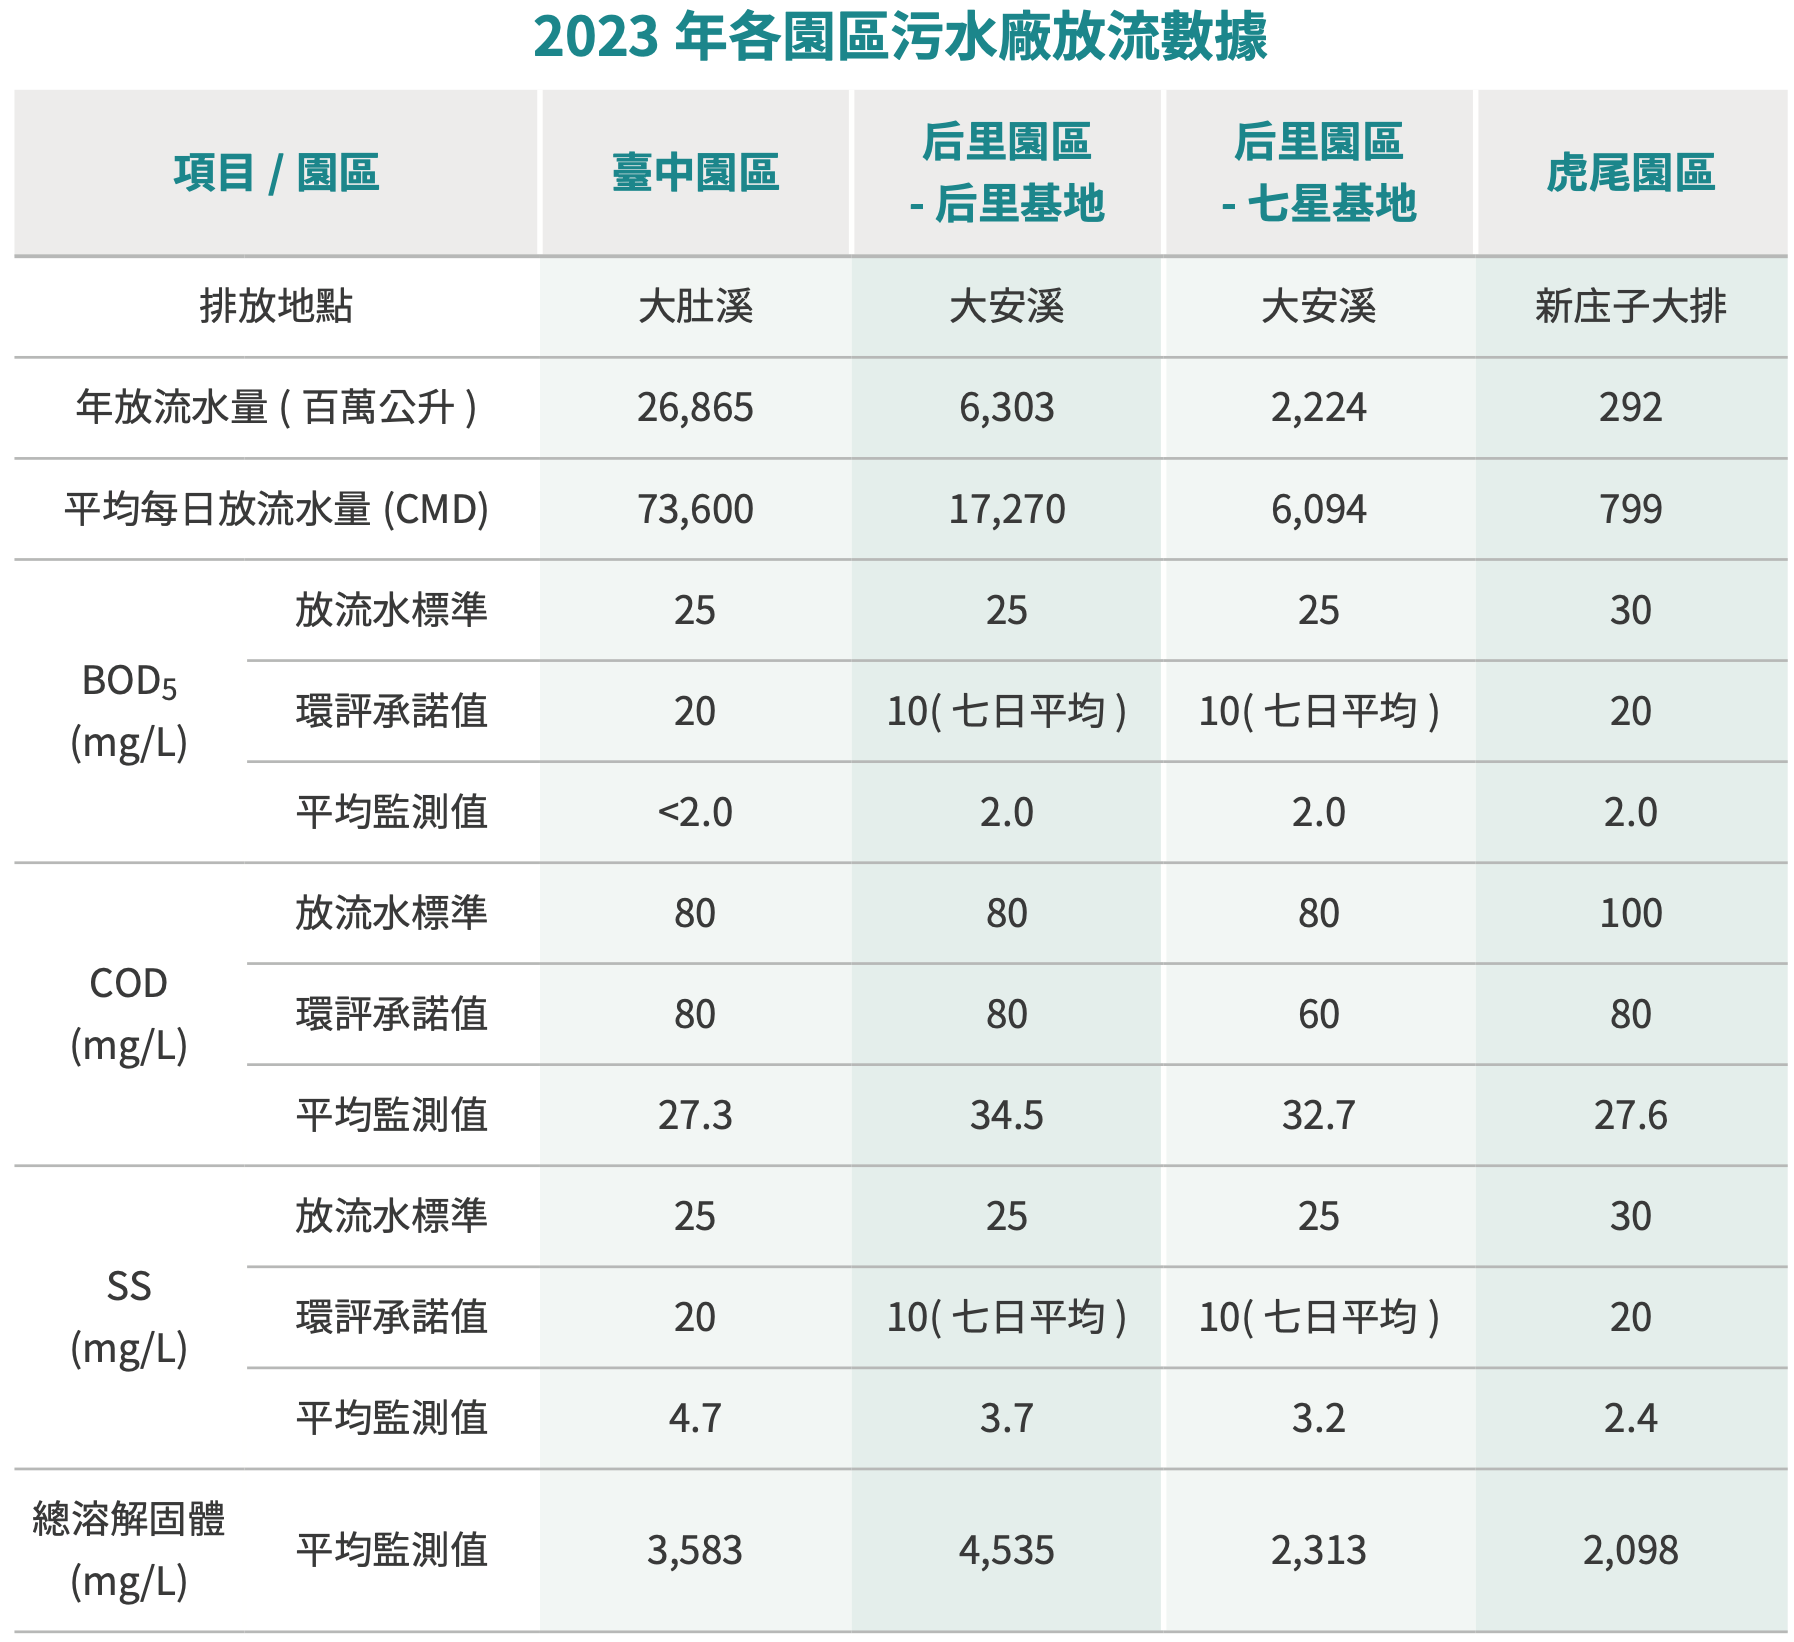 2023 年各園區污水廠放流數據
項目 / 園區 臺中園區 后里園區 - 后里基地 后里園區 - 七星基地 虎尾園區
排放地點 大肚溪 大安溪 大安溪 新庄子大排
年放流水量 ( 百萬公升 ) 26,865 6,303 2,224 292
平均每日放流水量 (CMD) 73,600 17,270 6,094 799
BOD₅ (mg/L)
放流水標準 25 25 25 30
環評承諾值 20 10( 七日平均 ) 10( 七日平均 ) 20
平均監測值 <2.0 2.0 2.0 2.0
COD (mg/L)
放流水標準 80 80 80 100
環評承諾值 80 80 60 80
平均監測值 27.3 34.5 32.7 27.6
SS (mg/L)
放流水標準 25 25 25 30
環評承諾值 20 10( 七日平均 ) 10( 七日平均 ) 20
平均監測值 4.7 3.7 3.2 2.4
總溶解固體 (mg/L)
平均監測值 3,583 4,535 2,313 2,098